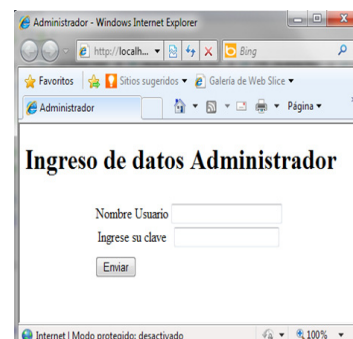 Administrador - Windows Internet Explorer
http://localh...
Bing
Favoritos
Sitios sugeridos
Galería de Web Slice
Administrador
Página
Ingreso de datos Administrador
Nombre Usuario
Ingrese su clave
Enviar
Internet | Modo protegido: desactivado
100%